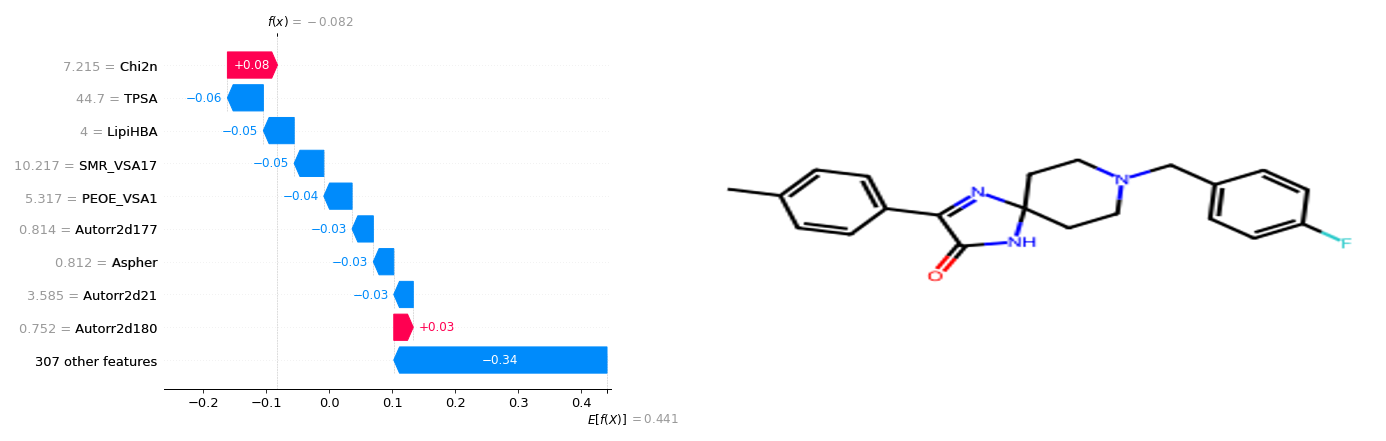 f(x) = −0.082
7.215 = Chi2n
+0.08
44.7 = TPSA
−0.06
4 = LipiHBA
−0.05
10.217 = SMR_VSA17
−0.05
5.317 = PEOE_VSA1
−0.04
0.814 = Autorr2d177
−0.03
0.812 = Aspher
−0.03
3.585 = Autorr2d21
−0.03
0.752 = Autorr2d180
+0.03
307 other features
−0.34
−0.2 −0.1 0.0 0.1 0.2 0.3 0.4
E[f(X)] = 0.441
N
N
NH
O
F